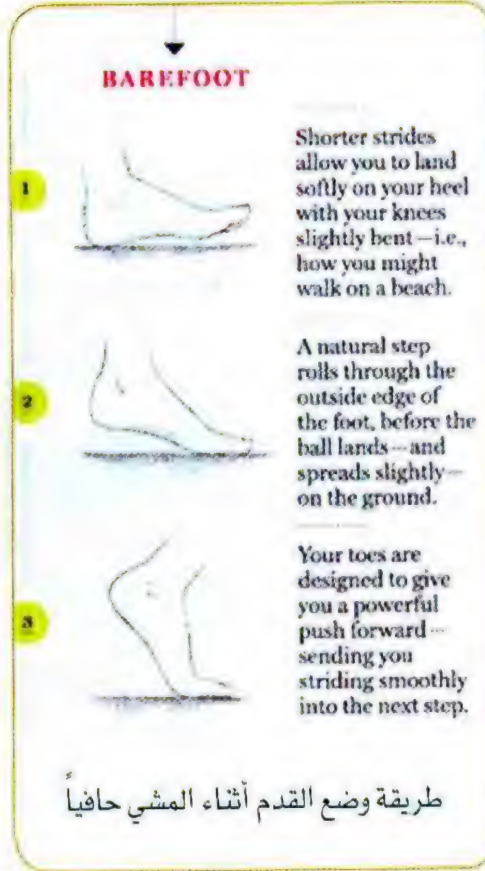 BAREFOOT
1
Shorter strides
allow you to land
softly on your heel
with your knees
slightly bent—i.e.,
how you might
walk on a beach.
2
A natural step
rolls through the
outside edge of
the foot, before the
ball lands—and
spreads slightly—
on the ground.
3
Your toes are
designed to give
you a powerful
push forward—
sending you
striding smoothly
into the next step.
طريقة وضع القدم أثناء المشي حافياً